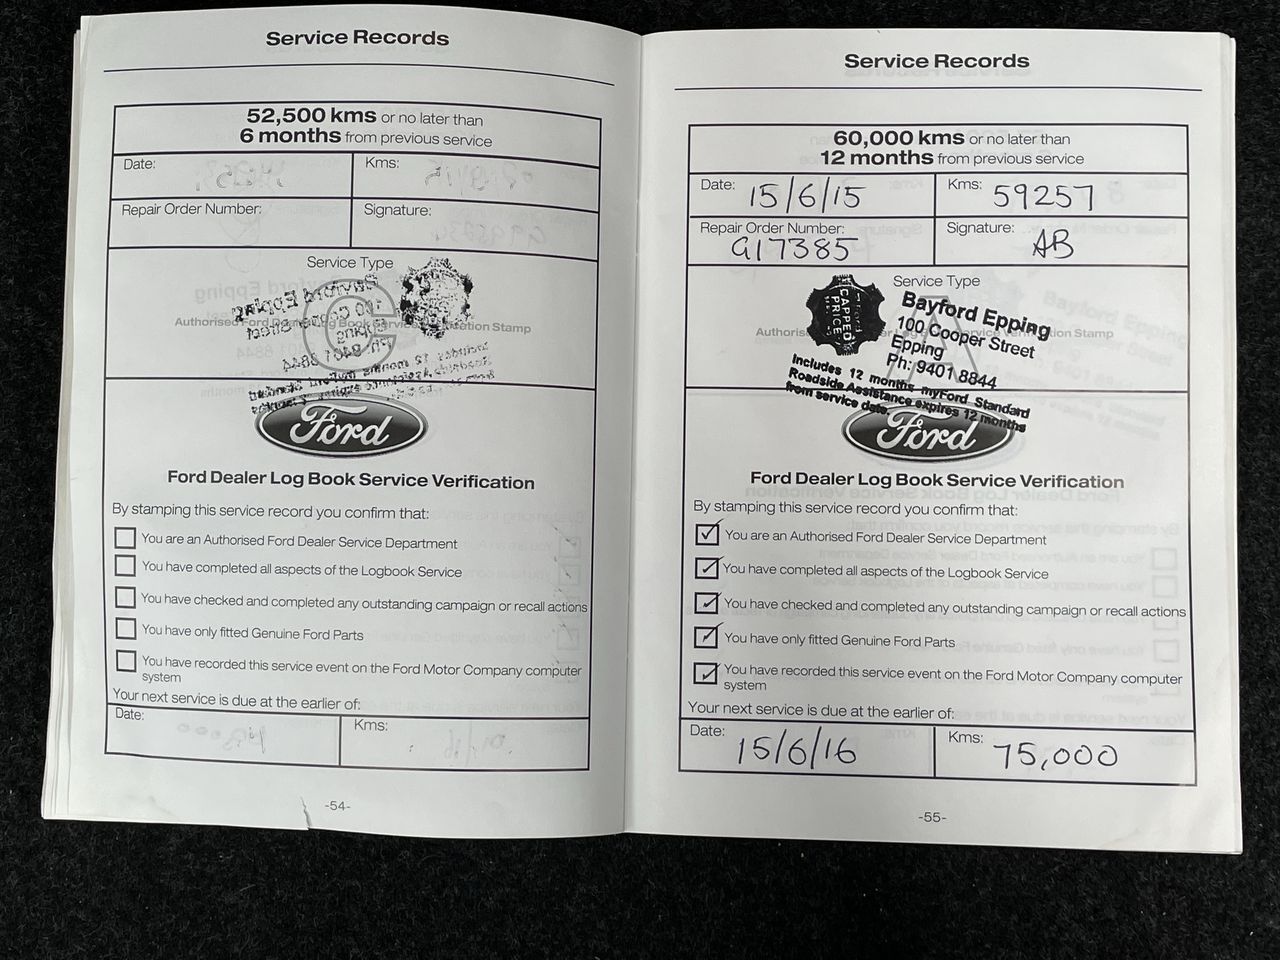 Service Records
52,500 kms or no later than
6 months from previous service
Date:
Kms:
Repair Order Number:
Signature:
Service Type
C
Authorised Ford Dealer Log Book Service Verification Stamp
Ford
Ford Dealer Log Book Service Verification
By stamping this service record you confirm that:
You are an Authorised Ford Dealer Service Department
You have completed all aspects of the Logbook Service
You have checked and completed any outstanding campaign or recall actions
You have only fitted Genuine Ford Parts
You have recorded this service event on the Ford Motor Company computer
system
Your next service is due at the earlier of:
Date:
Kms:
-54-
Service Records
60,000 kms or no later than
12 months from previous service
Date: 15/6/15
Kms: 59257
Repair Order Number:
G17385
Signature:
AB
Service Type
A
Authorised Ford Dealer Log Book Service Verification Stamp
CAPPED
PRICE
Bayford Epping
100 Cooper Street
Epping
Ph: 9401 8844
Includes 12 months myFord Standard
Roadside Assistance expires 12 months
from service date.
Ford
Ford Dealer Log Book Service Verification
By stamping this service record you confirm that:
You are an Authorised Ford Dealer Service Department
You have completed all aspects of the Logbook Service
You have checked and completed any outstanding campaign or recall actions
You have only fitted Genuine Ford Parts
You have recorded this service event on the Ford Motor Company computer
system
Your next service is due at the earlier of:
Date: 15/6/16
Kms: 75,000
-55-